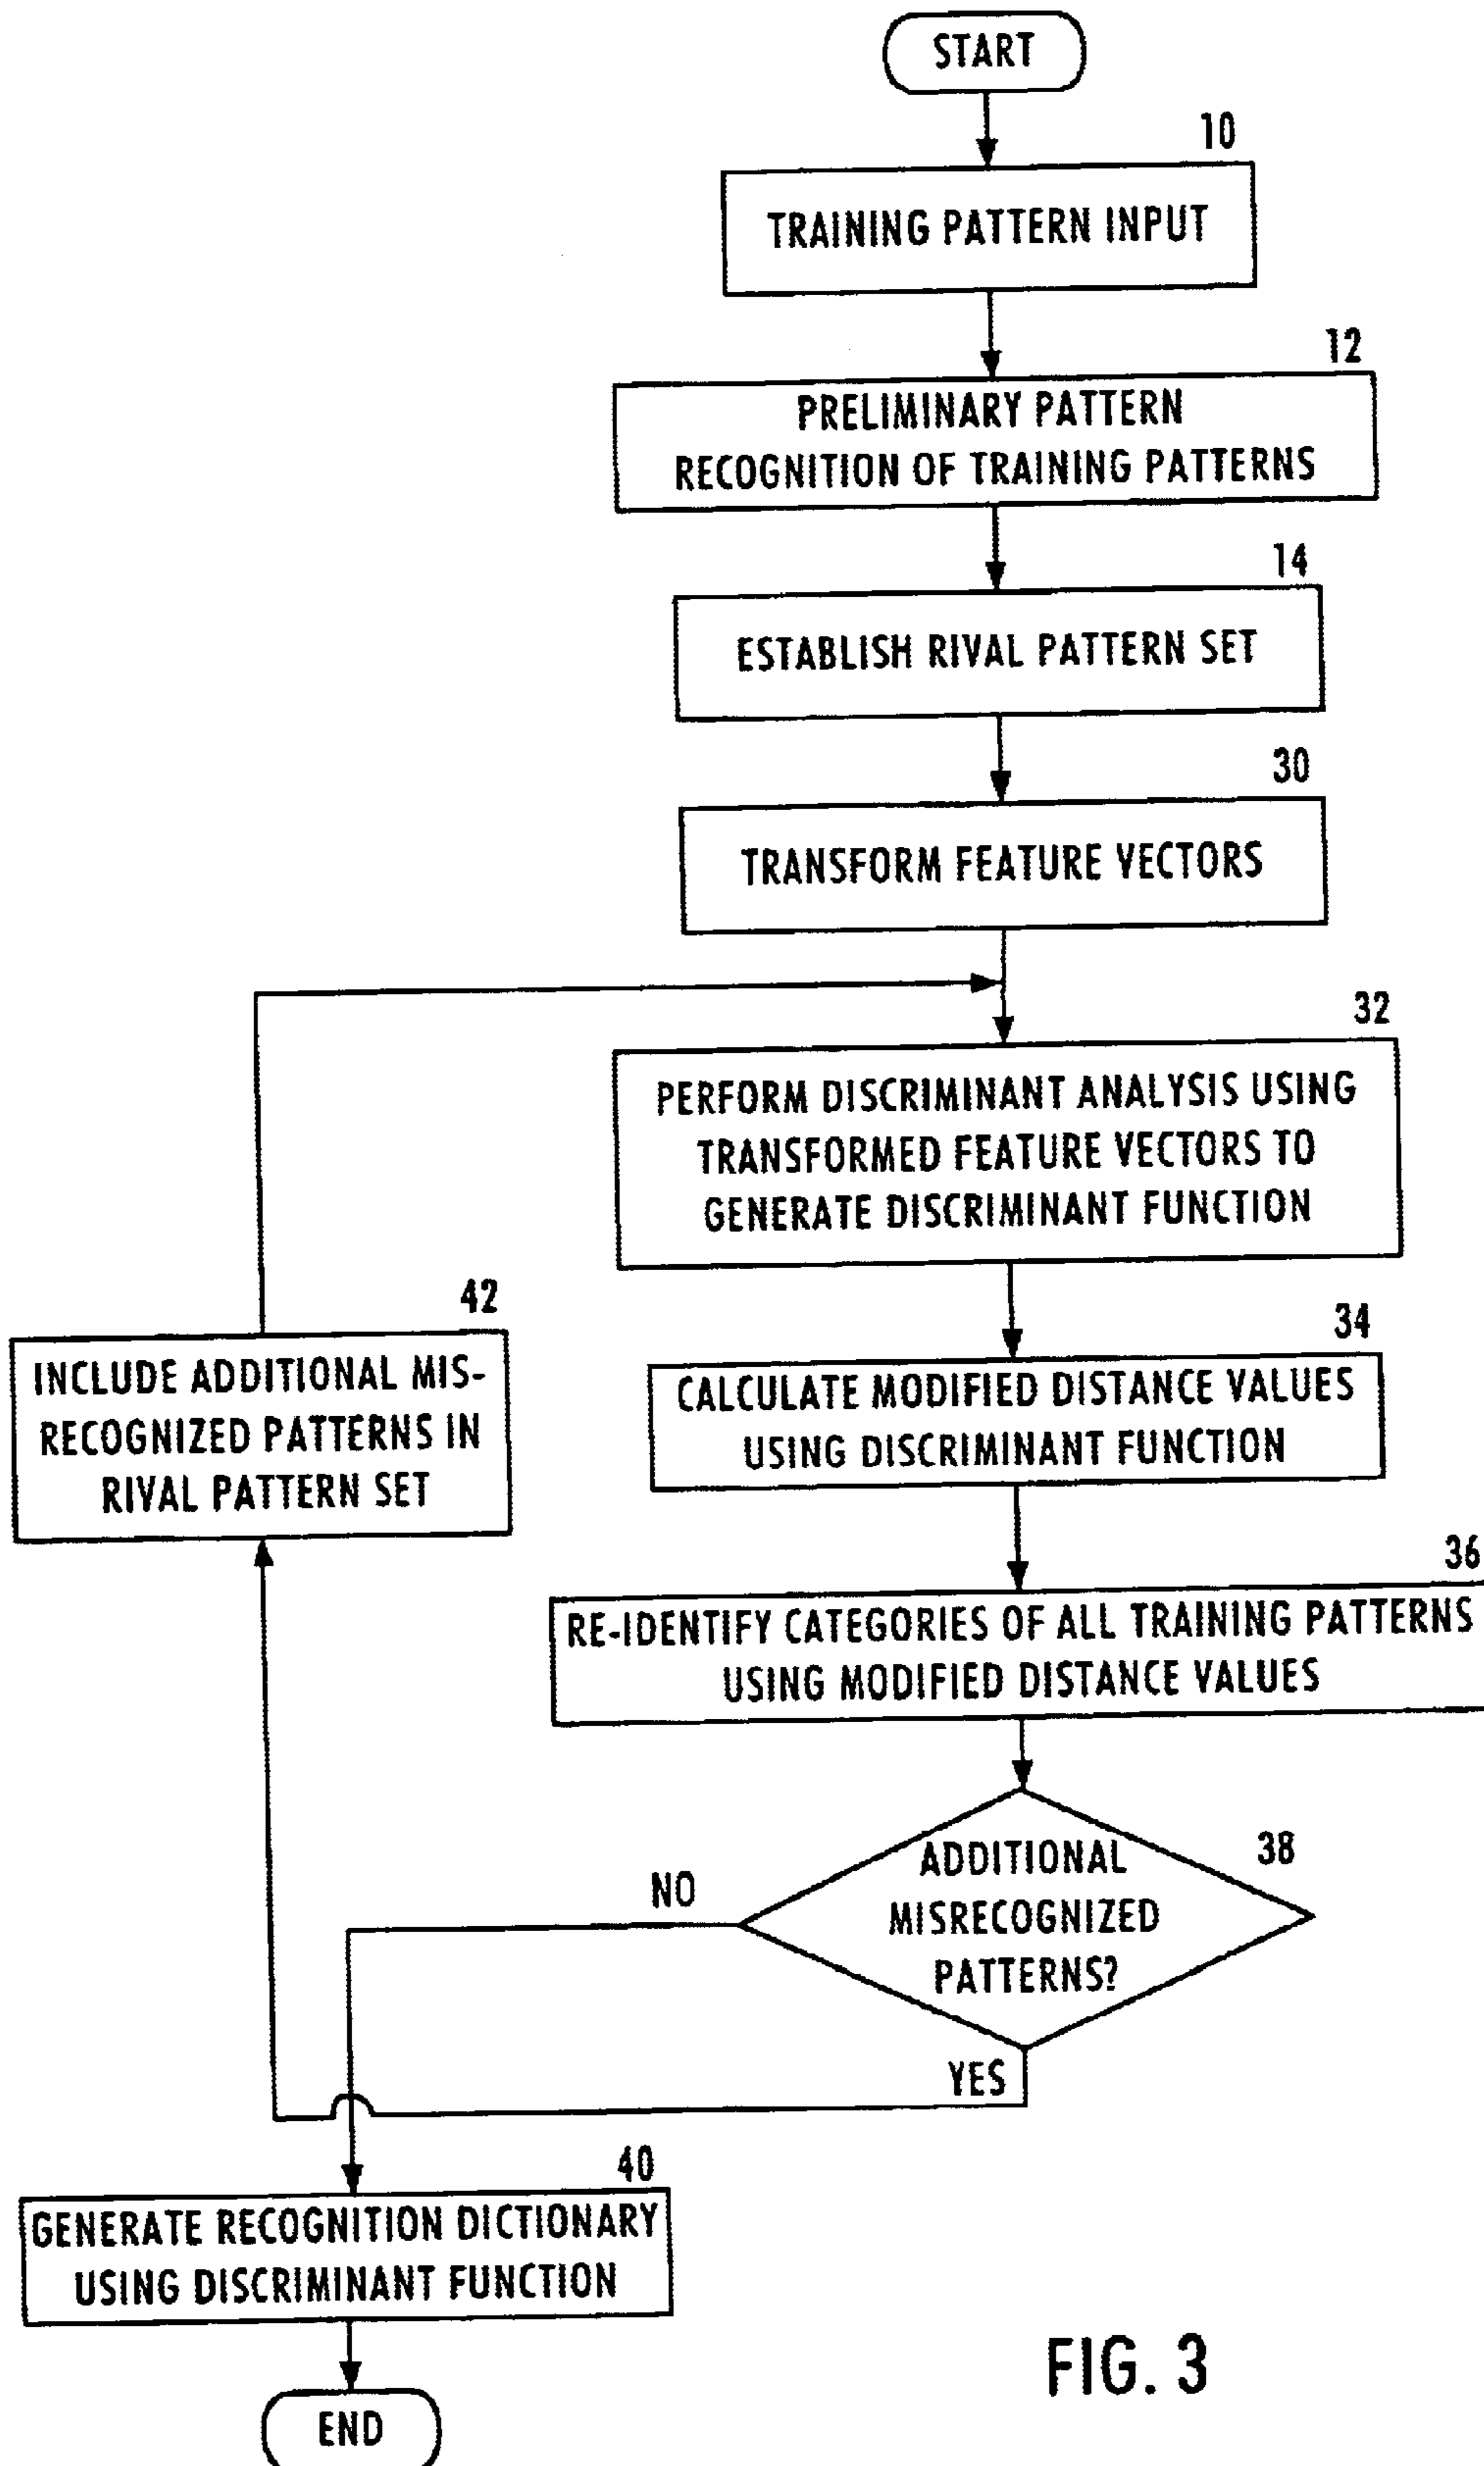 START
10
TRAINING PATTERN INPUT
12
PRELIMINARY PATTERN
RECOGNITION OF TRAINING PATTERNS
14
ESTABLISH RIVAL PATTERN SET
30
TRANSFORM FEATURE VECTORS
32
PERFORM DISCRIMINANT ANALYSIS USING
TRANSFORMED FEATURE VECTORS TO
GENERATE DISCRIMINANT FUNCTION
42
INCLUDE ADDITIONAL MIS-
RECOGNIZED PATTERNS IN
RIVAL PATTERN SET
34
CALCULATE MODIFIED DISTANCE VALUES
USING DISCRIMINANT FUNCTION
36
RE-IDENTIFY CATEGORIES OF ALL TRAINING PATTERNS
USING MODIFIED DISTANCE VALUES
38
ADDITIONAL
MISRECOGNIZED
PATTERNS?
NO
YES
40
GENERATE RECOGNITION DICTIONARY
USING DISCRIMINANT FUNCTION
END
FIG. 3